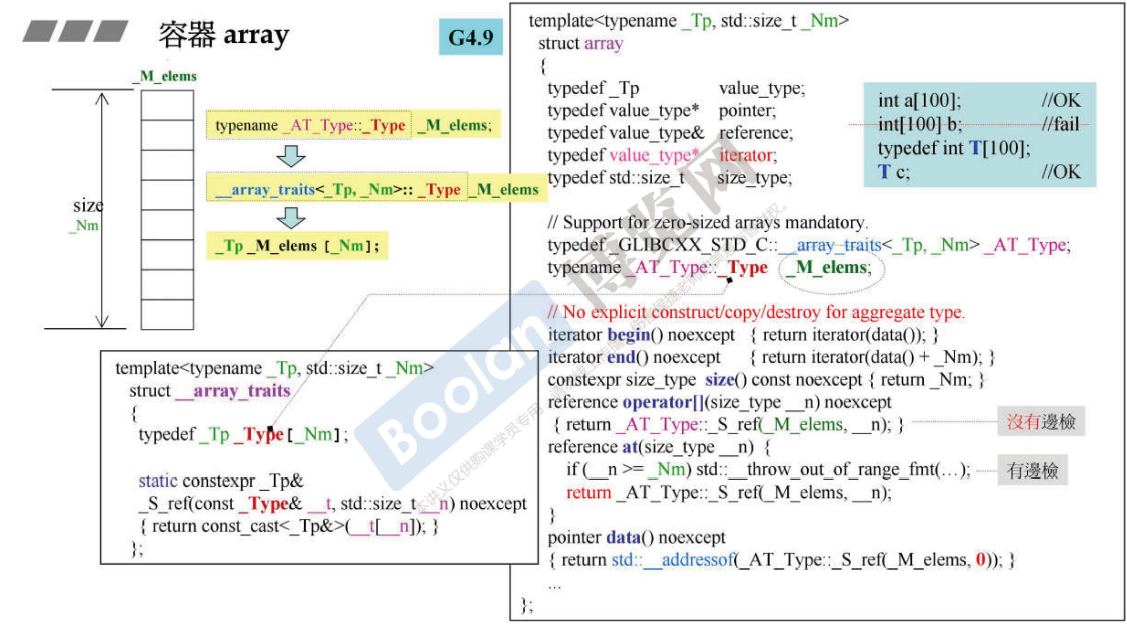 容器 array
G4.9
_M_elems
size
_Nm
typename _AT_Type::_Type _M_elems;
__array_traits<_Tp, _Nm>:: _Type _M_elems
_Tp _M_elems [_Nm];
template<typename _Tp, std::size_t _Nm>
struct __array_traits
{
typedef _Tp _Type[_Nm];
static constexpr _Tp&
_S_ref(const _Type& __t, std::size_t __n) noexcept
{ return const_cast<_Tp&>(__t[__n]); }
};
template<typename _Tp, std::size_t _Nm>
struct array
{
typedef _Tp value_type;
typedef value_type* pointer;
typedef value_type& reference;
typedef value_type* iterator;
typedef std::size_t size_type;
// Support for zero-sized arrays mandatory.
typedef _GLIBCXX_STD_C::__array_traits<_Tp, _Nm> _AT_Type;
typename _AT_Type::_Type _M_elems;
// No explicit construct/copy/destroy for aggregate type.
iterator begin() noexcept { return iterator(data()); }
iterator end() noexcept { return iterator(data() + _Nm); }
constexpr size_type size() const noexcept { return _Nm; }
reference operator[](size_type __n) noexcept
{ return _AT_Type::_S_ref(_M_elems, __n); }
reference at(size_type __n) {
if (__n >= _Nm) std::__throw_out_of_range_fmt(…);
return _AT_Type::_S_ref(_M_elems, __n);
}
pointer data() noexcept
{ return std::__addressof(_AT_Type::_S_ref(_M_elems, 0)); }
…
};
int a[100]; //OK
int[100] b; //fail
typedef int T[100];
T c; //OK
沒有邊檢
有邊檢
Boolan 博览网